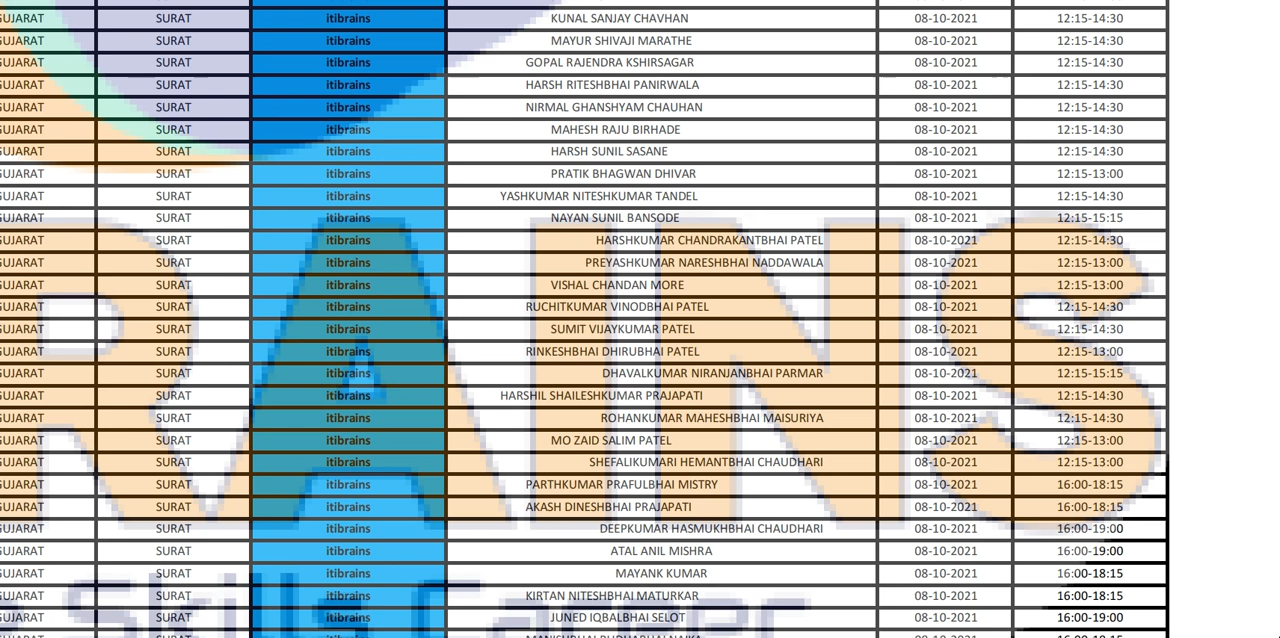 GUJARAT SURAT itibrains KUNAL SANJAY CHAVHAN 08-10-2021 12:15-14:30
GUJARAT SURAT itibrains MAYUR SHIVAJI MARATHE 08-10-2021 12:15-14:30
GUJARAT SURAT itibrains GOPAL RAJENDRA KSHIRSAGAR 08-10-2021 12:15-14:30
GUJARAT SURAT itibrains HARSH RITESHBHAI PANIRWALA 08-10-2021 12:15-14:30
GUJARAT SURAT itibrains NIRMAL GHANSHYAM CHAUHAN 08-10-2021 12:15-14:30
GUJARAT SURAT itibrains MAHESH RAJU BIRHADE 08-10-2021 12:15-14:30
GUJARAT SURAT itibrains HARSH SUNIL SASANE 08-10-2021 12:15-14:30
GUJARAT SURAT itibrains PRATIK BHAGWAN DHIVAR 08-10-2021 12:15-13:00
GUJARAT SURAT itibrains YASHKUMAR NITESHKUMAR TANDEL 08-10-2021 12:15-14:30
GUJARAT SURAT itibrains NAYAN SUNIL BANSODE 08-10-2021 12:15-15:15
GUJARAT SURAT itibrains HARSHKUMAR CHANDRAKANTBHAI PATEL 08-10-2021 12:15-14:30
GUJARAT SURAT itibrains PREYASHKUMAR NARESHBHAI NADDAWALA 08-10-2021 12:15-13:00
GUJARAT SURAT itibrains VISHAL CHANDAN MORE 08-10-2021 12:15-13:00
GUJARAT SURAT itibrains RUCHITKUMAR VINODBHAI PATEL 08-10-2021 12:15-14:30
GUJARAT SURAT itibrains SUMIT VIJAYKUMAR PATEL 08-10-2021 12:15-14:30
GUJARAT SURAT itibrains RINKESHBHAI DHIRUBHAI PATEL 08-10-2021 12:15-13:00
GUJARAT SURAT itibrains DHAVALKUMAR NIRANJANBHAI PARMAR 08-10-2021 12:15-15:15
GUJARAT SURAT itibrains HARSHIL SHAILESHKUMAR PRAJAPATI 08-10-2021 12:15-14:30
GUJARAT SURAT itibrains ROHANKUMAR MAHESHBHAI MAISURIYA 08-10-2021 12:15-14:30
GUJARAT SURAT itibrains MO ZAID SALIM PATEL 08-10-2021 12:15-13:00
GUJARAT SURAT itibrains SHEFALIKUMARI HEMANTBHAI CHAUDHARI 08-10-2021 12:15-13:00
GUJARAT SURAT itibrains PARTHKUMAR PRAFULBHAI MISTRY 08-10-2021 16:00-18:15
GUJARAT SURAT itibrains AKASH DINESHBHAI PRAJAPATI 08-10-2021 16:00-18:15
GUJARAT SURAT itibrains DEEPKUMAR HASMUKHBHAI CHAUDHARI 08-10-2021 16:00-19:00
GUJARAT SURAT itibrains ATAL ANIL MISHRA 08-10-2021 16:00-19:00
GUJARAT SURAT itibrains MAYANK KUMAR 08-10-2021 16:00-18:15
GUJARAT SURAT itibrains KIRTAN NITESHBHAI MATURKAR 08-10-2021 16:00-18:15
GUJARAT SURAT itibrains JUNED IQBALBHAI SELOT 08-10-2021 16:00-19:00
RAINS
Skills Career